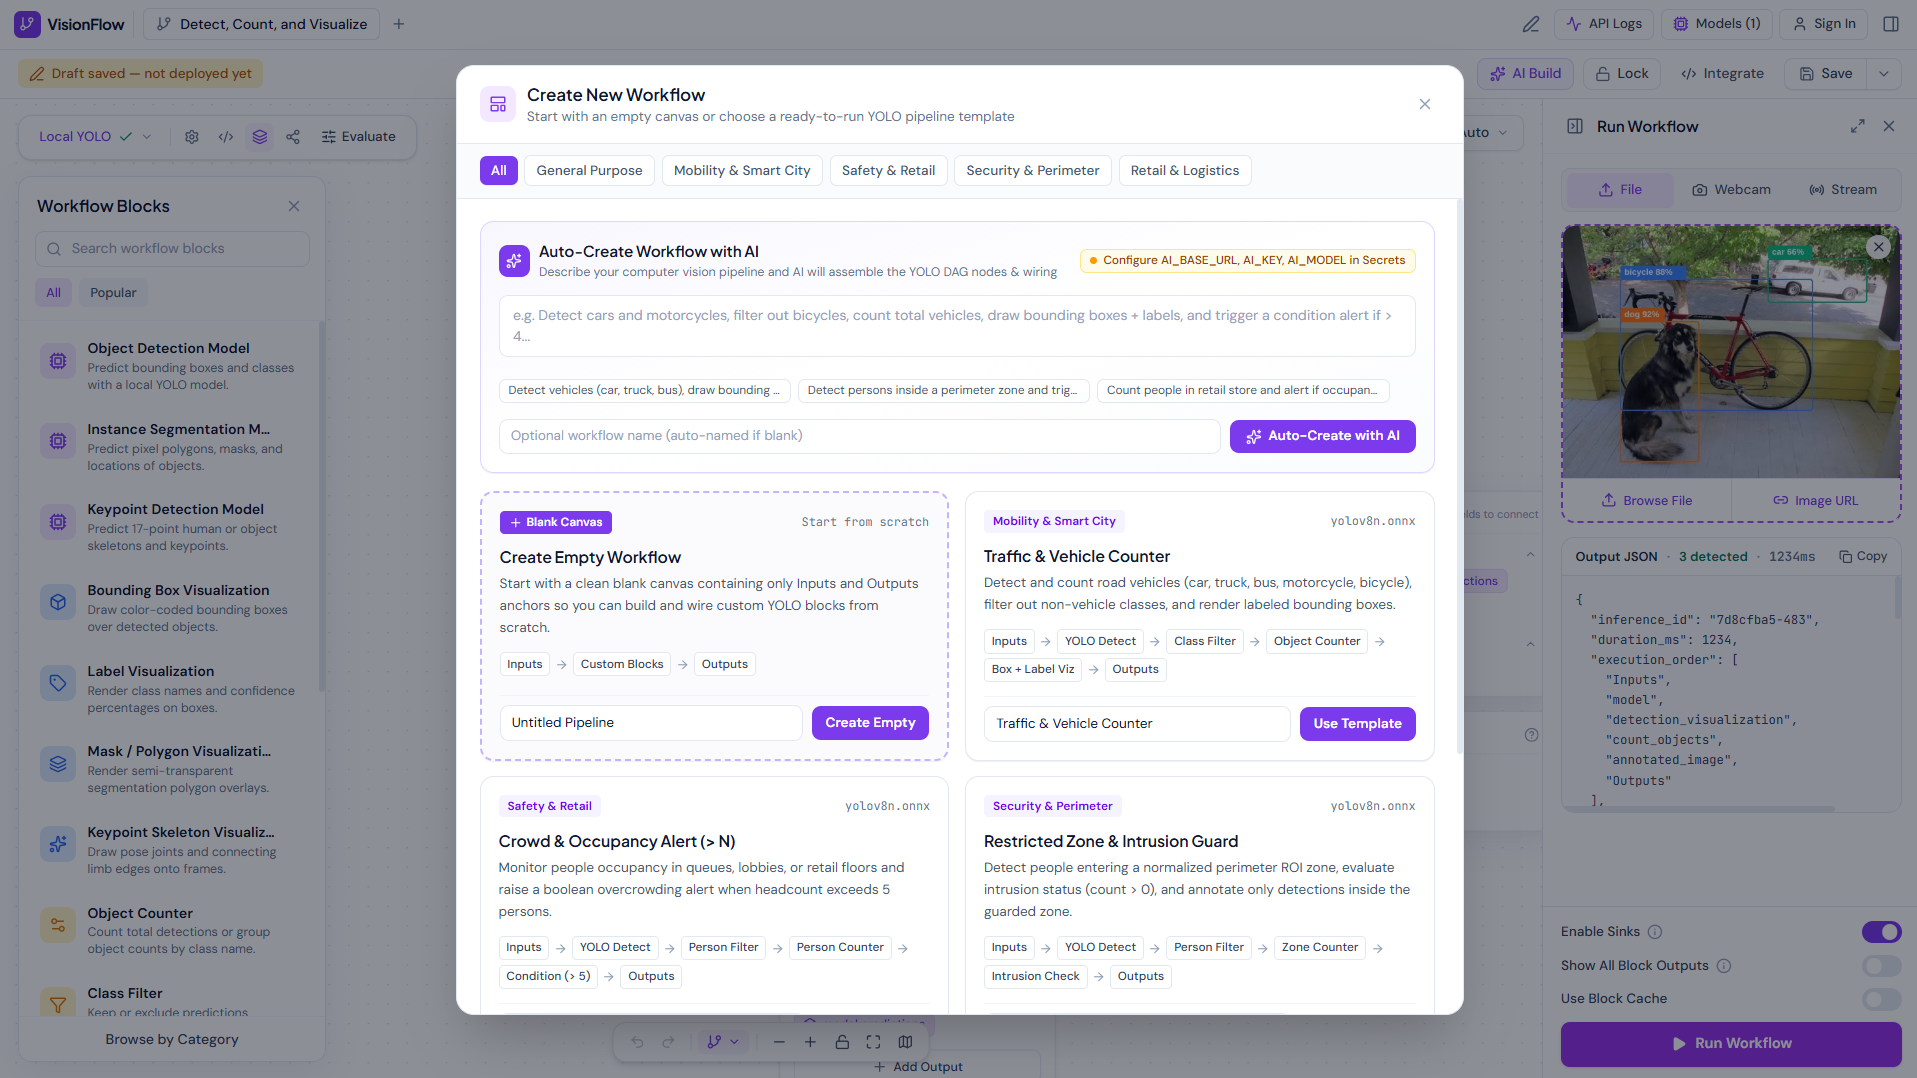 VisionFlow
Detect, Count, and Visualize
API Logs
Models (1)
Sign In
Draft saved — not deployed yet
AI Build
Lock
Integrate
Save
Local YOLO
Evaluate
Auto
Workflow Blocks
Search workflow blocks
All
Popular
Object Detection Model
Predict bounding boxes and classes
with a local YOLO model.
Instance Segmentation M...
Predict pixel polygons, masks, and
locations of objects.
Keypoint Detection Model
Predict 17-point human or object
skeletons and keypoints.
Bounding Box Visualization
Draw color-coded bounding boxes
over detected objects.
Label Visualization
Render class names and confidence
percentages on boxes.
Mask / Polygon Visualizati...
Render semi-transparent
segmentation polygon overlays.
Keypoint Skeleton Visualiz...
Draw pose joints and connecting
limb edges onto frames.
Object Counter
Count total detections or group
object counts by class name.
Class Filter
Keep or exclude predictions
Browse by Category
Create New Workflow
Start with an empty canvas or choose a ready-to-run YOLO pipeline template
All
General Purpose
Mobility & Smart City
Safety & Retail
Security & Perimeter
Retail & Logistics
Auto-Create Workflow with AI
Describe your computer vision pipeline and AI will assemble the YOLO DAG nodes & wiring
Configure AI_BASE_URL, AI_KEY, AI_MODEL in Secrets
e.g. Detect cars and motorcycles, filter out bicycles, count total vehicles, draw bounding boxes + labels, and trigger a condition alert if >
4...
Detect vehicles (car, truck, bus), draw bounding ...
Detect persons inside a perimeter zone and trig...
Count people in retail store and alert if occupan...
Optional workflow name (auto-named if blank)
Auto-Create with AI
+ Blank Canvas
Start from scratch
Create Empty Workflow
Start with a clean blank canvas containing only Inputs and Outputs
anchors so you can build and wire custom YOLO blocks from
scratch.
Inputs → Custom Blocks → Outputs
Untitled Pipeline
Create Empty
Mobility & Smart City
yolov8n.onnx
Traffic & Vehicle Counter
Detect and count road vehicles (car, truck, bus, motorcycle, bicycle),
filter out non-vehicle classes, and render labeled bounding boxes.
Inputs → YOLO Detect → Class Filter → Object Counter →
Box + Label Viz → Outputs
Traffic & Vehicle Counter
Use Template
Safety & Retail
yolov8n.onnx
Crowd & Occupancy Alert (> N)
Monitor people occupancy in queues, lobbies, or retail floors and
raise a boolean overcrowding alert when headcount exceeds 5
persons.
Inputs → YOLO Detect → Person Filter → Person Counter →
Condition (> 5) → Outputs
Security & Perimeter
yolov8n.onnx
Restricted Zone & Intrusion Guard
Detect people entering a normalized perimeter ROI zone, evaluate
intrusion status (count > 0), and annotate only detections inside the
guarded zone.
Inputs → YOLO Detect → Person Filter → Zone Counter →
Intrusion Check → Outputs
to connect
Add Output
Run Workflow
File
Webcam
Stream
car 66%
bicycle 88%
dog 92%
Browse File
Image URL
Output JSON · 3 detected · 1234ms
Copy
{
"inference_id": "7d8cfba5-483",
"duration_ms": 1234,
"execution_order": [
"Inputs",
"model",
"detection_visualization",
"count_objects",
"annotated_image",
"Outputs"
],
Enable Sinks
Show All Block Outputs
Use Block Cache
Run Workflow